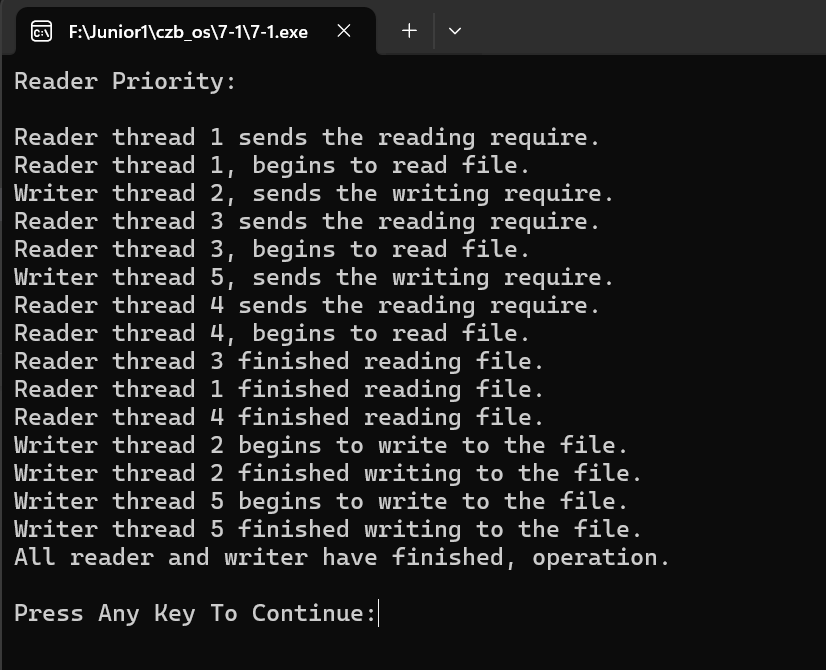 F:\Junior1\czb_os\7-1\7-1.exe
Reader Priority:
Reader thread 1 sends the reading require.
Reader thread 1, begins to read file.
Writer thread 2, sends the writing require.
Reader thread 3 sends the reading require.
Reader thread 3, begins to read file.
Writer thread 5, sends the writing require.
Reader thread 4 sends the reading require.
Reader thread 4, begins to read file.
Reader thread 3 finished reading file.
Reader thread 1 finished reading file.
Reader thread 4 finished reading file.
Writer thread 2 begins to write to the file.
Writer thread 2 finished writing to the file.
Writer thread 5 begins to write to the file.
Writer thread 5 finished writing to the file.
All reader and writer have finished, operation.
Press Any Key To Continue: